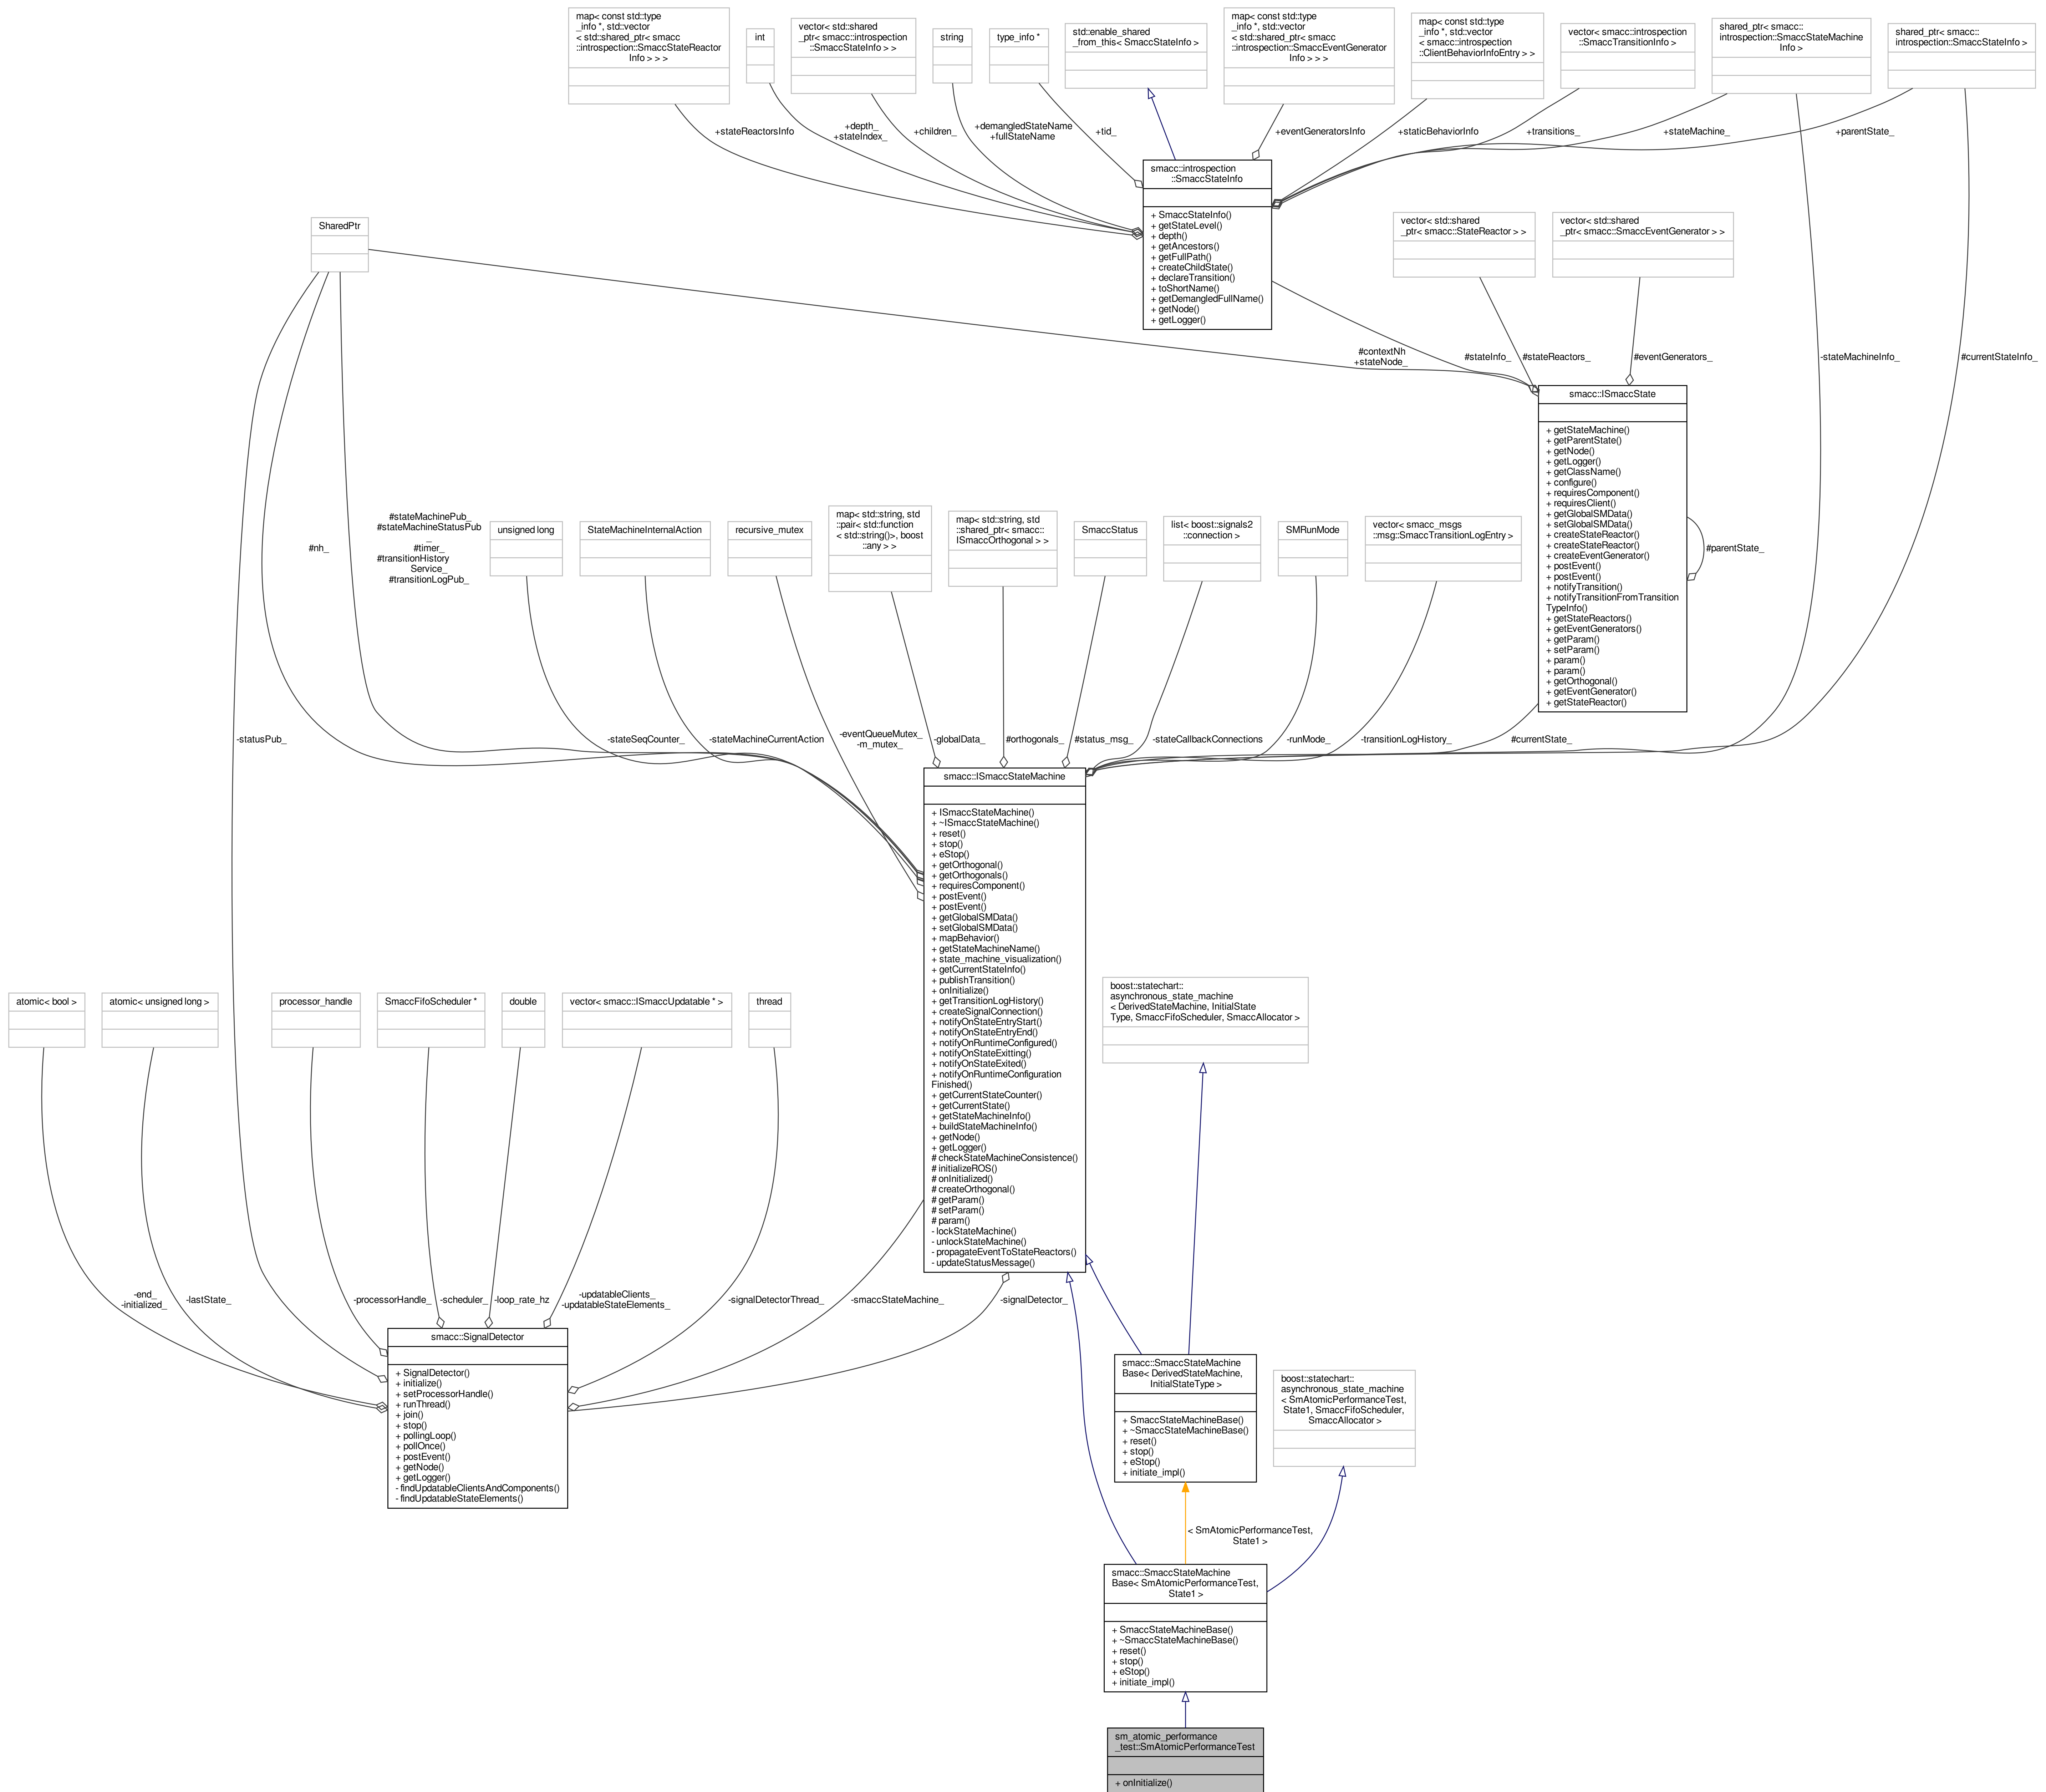 map< const std::type
_info *, std::vector
< std::shared_ptr< smacc
::introspection::SmaccStateReactor
Info > > >
int
vector< std::shared
_ptr< smacc::introspection
::SmaccStateInfo > >
string
type_info *
std::enable_shared
_from_this< SmaccStateInfo >
map< const std::type
_info *, std::vector
< std::shared_ptr< smacc
::introspection::SmaccEventGenerator
Info > > >
map< const std::type
_info *, std::vector
< smacc::introspection
::ClientBehaviorInfoEntry > >
vector< smacc::introspection
::SmaccTransitionInfo >
shared_ptr< smacc::
introspection::SmaccStateMachine
Info >
shared_ptr< smacc::
introspection::SmaccStateInfo >
+stateReactorsInfo
+depth_
+stateIndex_
+children_
+demangledStateName
+fullStateName
+tid_
+eventGeneratorsInfo
+staticBehaviorInfo
+transitions_
+stateMachine_
+parentState_
smacc::introspection
::SmaccStateInfo
+ SmaccStateInfo()
+ getStateLevel()
+ depth()
+ getAncestors()
+ getFullPath()
+ createChildState()
+ declareTransition()
+ toShortName()
+ getDemangledFullName()
+ getNode()
+ getLogger()
SharedPtr
vector< std::shared
_ptr< smacc::StateReactor > >
vector< std::shared
_ptr< smacc::SmaccEventGenerator > >
#contextNh
+stateNode_
#stateInfo_
#stateReactors_
#eventGenerators_
-stateMachineInfo_
#currentStateInfo_
smacc::ISmaccState
+ getStateMachine()
+ getParentState()
+ getNode()
+ getLogger()
+ getClassName()
+ configure()
+ requiresComponent()
+ requiresClient()
+ getGlobalSMData()
+ setGlobalSMData()
+ createStateReactor()
+ createStateReactor()
+ createEventGenerator()
+ postEvent()
+ postEvent()
+ notifyTransition()
+ notifyTransitionFromTransition
TypeInfo()
+ getStateReactors()
+ getEventGenerators()
+ getParam()
+ setParam()
+ param()
+ param()
+ getOrthogonal()
+ getEventGenerator()
+ getStateReactor()
#parentState_
#nh_
#stateMachinePub_
#stateMachineStatusPub
_
#timer_
#transitionHistory
Service_
#transitionLogPub_
unsigned long
StateMachineInternalAction
recursive_mutex
map< std::string, std
::pair< std::function
< std::string()>, boost
::any > >
map< std::string, std
::shared_ptr< smacc::
ISmaccOrthogonal > >
SmaccStatus
list< boost::signals2
::connection >
SMRunMode
vector< smacc_msgs
::msg::SmaccTransitionLogEntry >
-statusPub_
-stateSeqCounter_
-stateMachineCurrentAction
-eventQueueMutex_
-m_mutex_
-globalData_
#orthogonals_
#status_msg_
-stateCallbackConnections
-runMode_
-transitionLogHistory_
#currentState_
smacc::ISmaccStateMachine
+ ISmaccStateMachine()
+ ~ISmaccStateMachine()
+ reset()
+ stop()
+ eStop()
+ getOrthogonal()
+ getOrthogonals()
+ requiresComponent()
+ postEvent()
+ postEvent()
+ getGlobalSMData()
+ setGlobalSMData()
+ mapBehavior()
+ getStateMachineName()
+ state_machine_visualization()
+ getCurrentStateInfo()
+ publishTransition()
+ onInitialize()
+ getTransitionLogHistory()
+ createSignalConnection()
+ notifyOnStateEntryStart()
+ notifyOnStateEntryEnd()
+ notifyOnRuntimeConfigured()
+ notifyOnStateExitting()
+ notifyOnStateExited()
+ notifyOnRuntimeConfiguration
Finished()
+ getCurrentStateCounter()
+ getCurrentState()
+ getStateMachineInfo()
+ buildStateMachineInfo()
+ getNode()
+ getLogger()
# checkStateMachineConsistence()
# initializeROS()
# onInitialized()
# createOrthogonal()
# getParam()
# setParam()
# param()
- lockStateMachine()
- unlockStateMachine()
- propagateEventToStateReactors()
- updateStatusMessage()
atomic< bool >
atomic< unsigned long >
processor_handle
SmaccFifoScheduler *
double
vector< smacc::ISmaccUpdatable * >
thread
boost::statechart::
asynchronous_state_machine
< DerivedStateMachine, InitialState
Type, SmaccFifoScheduler, SmaccAllocator >
-end_
-initialized_
-lastState_
-processorHandle_
-scheduler_
-loop_rate_hz
-updatableClients_
-updatableStateElements_
-signalDetectorThread_
-smaccStateMachine_
-signalDetector_
smacc::SignalDetector
+ SignalDetector()
+ initialize()
+ setProcessorHandle()
+ runThread()
+ join()
+ stop()
+ pollingLoop()
+ pollOnce()
+ postEvent()
+ getNode()
+ getLogger()
- findUpdatableClientsAndComponents()
- findUpdatableStateElements()
smacc::SmaccStateMachine
Base< DerivedStateMachine,
InitialStateType >
+ SmaccStateMachineBase()
+ ~SmaccStateMachineBase()
+ reset()
+ stop()
+ eStop()
+ initiate_impl()
boost::statechart::
asynchronous_state_machine
< SmAtomicPerformanceTest,
State1, SmaccFifoScheduler,
SmaccAllocator >
< SmAtomicPerformanceTest,
State1 >
smacc::SmaccStateMachine
Base< SmAtomicPerformanceTest,
State1 >
+ SmaccStateMachineBase()
+ ~SmaccStateMachineBase()
+ reset()
+ stop()
+ eStop()
+ initiate_impl()
sm_atomic_performance
_test::SmAtomicPerformanceTest
+ onInitialize()